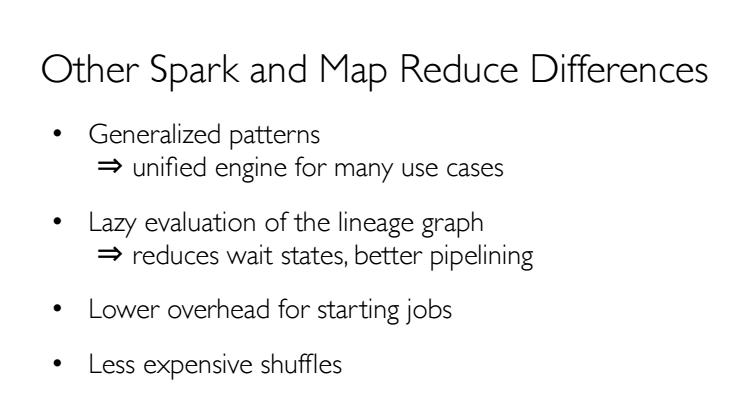 Other Spark and Map Reduce Differences
• Generalized patterns
⇒ unified engine for many use cases
• Lazy evaluation of the lineage graph
⇒ reduces wait states, better pipelining
• Lower overhead for starting jobs
• Less expensive shuffles